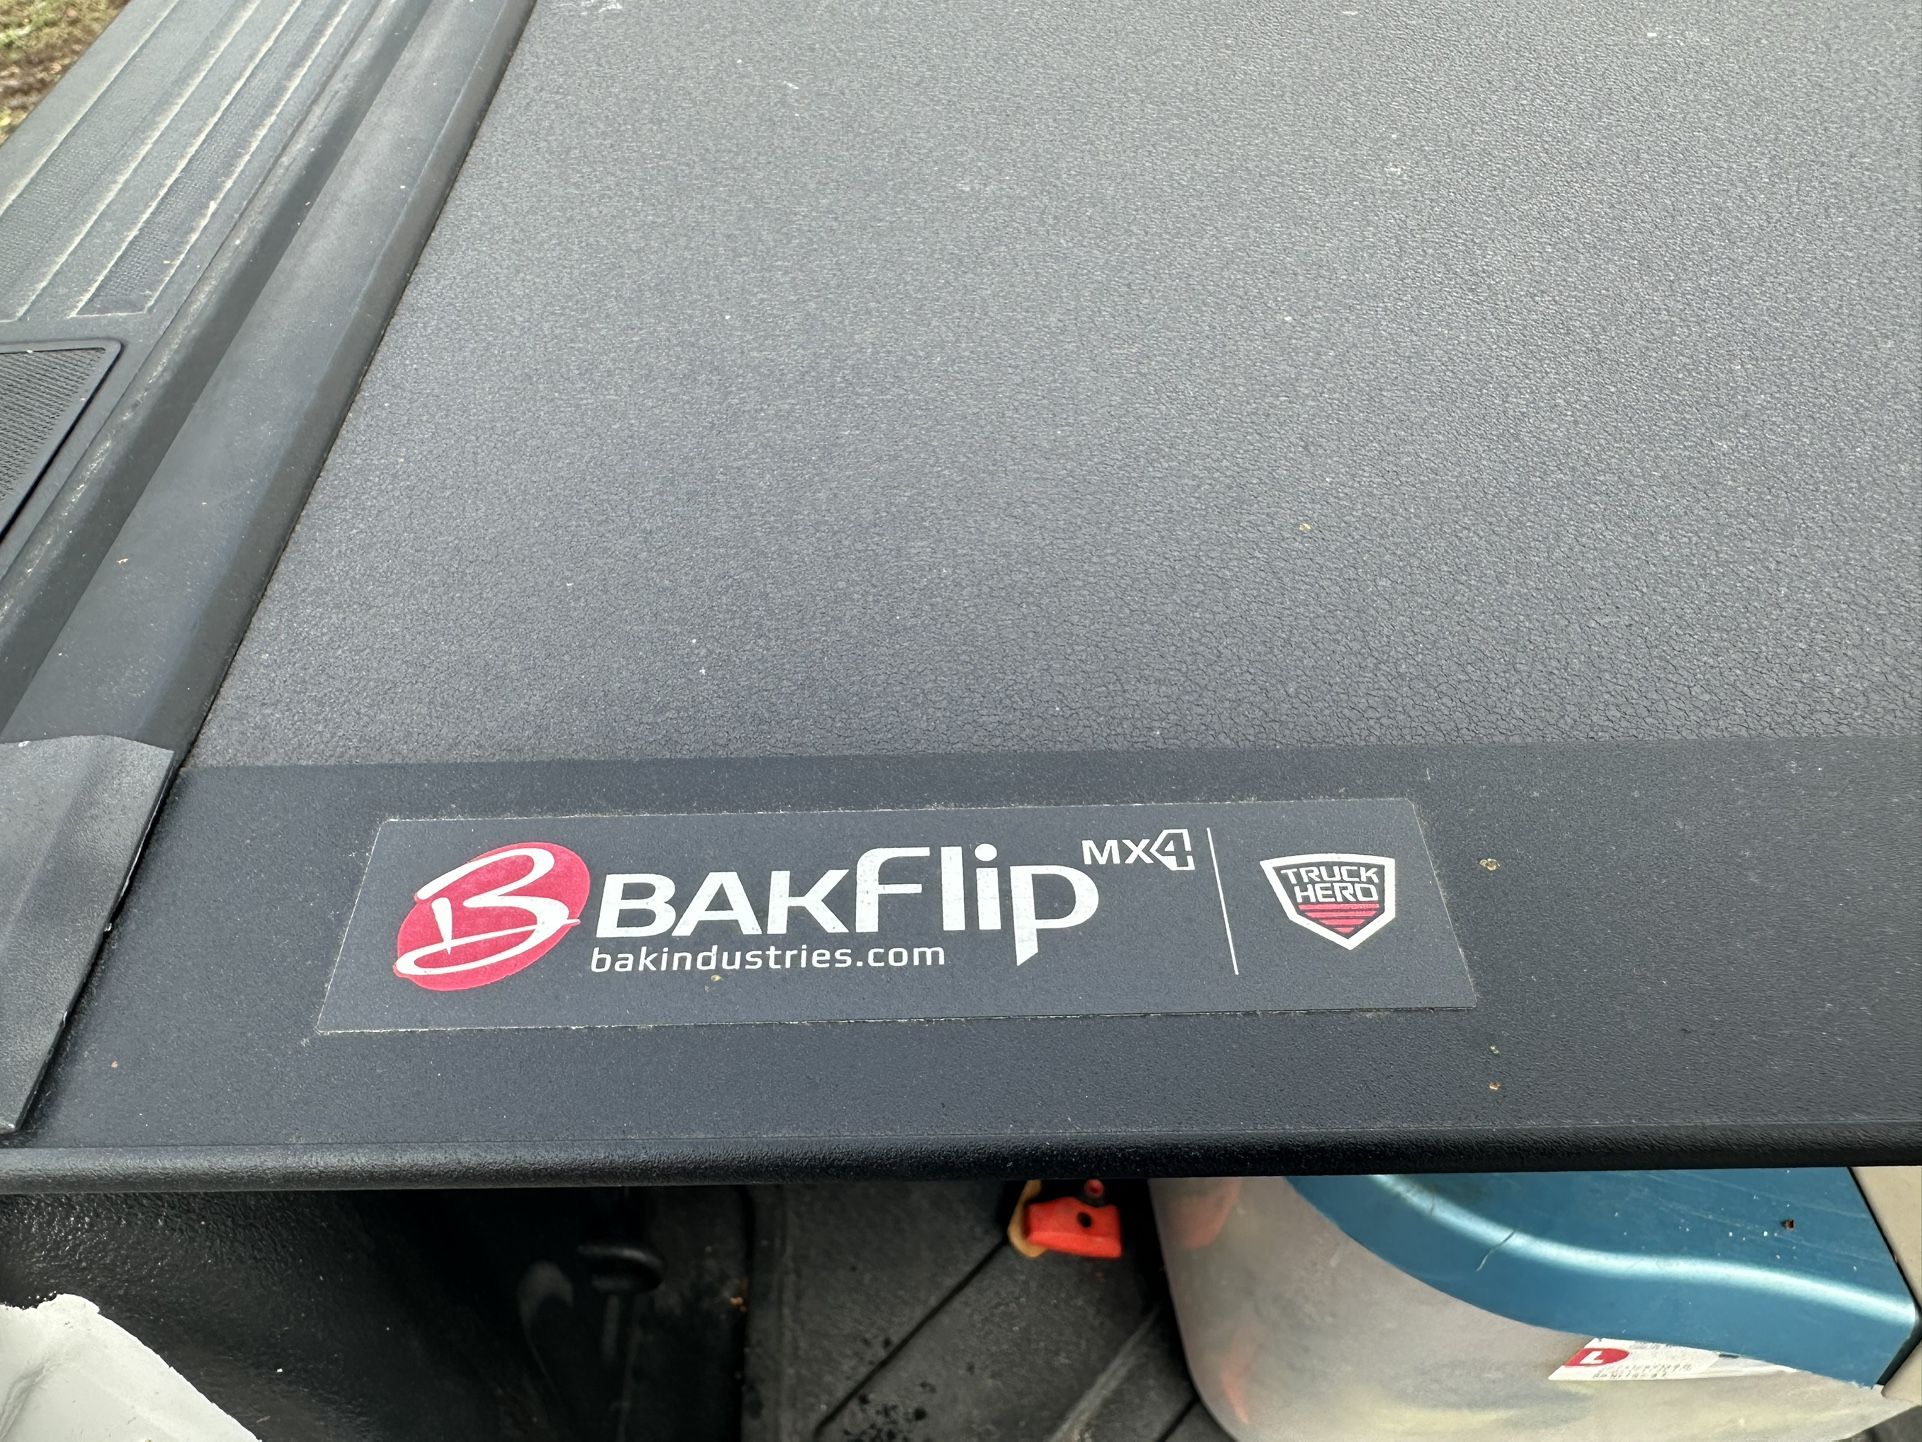 B BAKFlip MX4
bakindustries.com
TRUCK
HERO
L